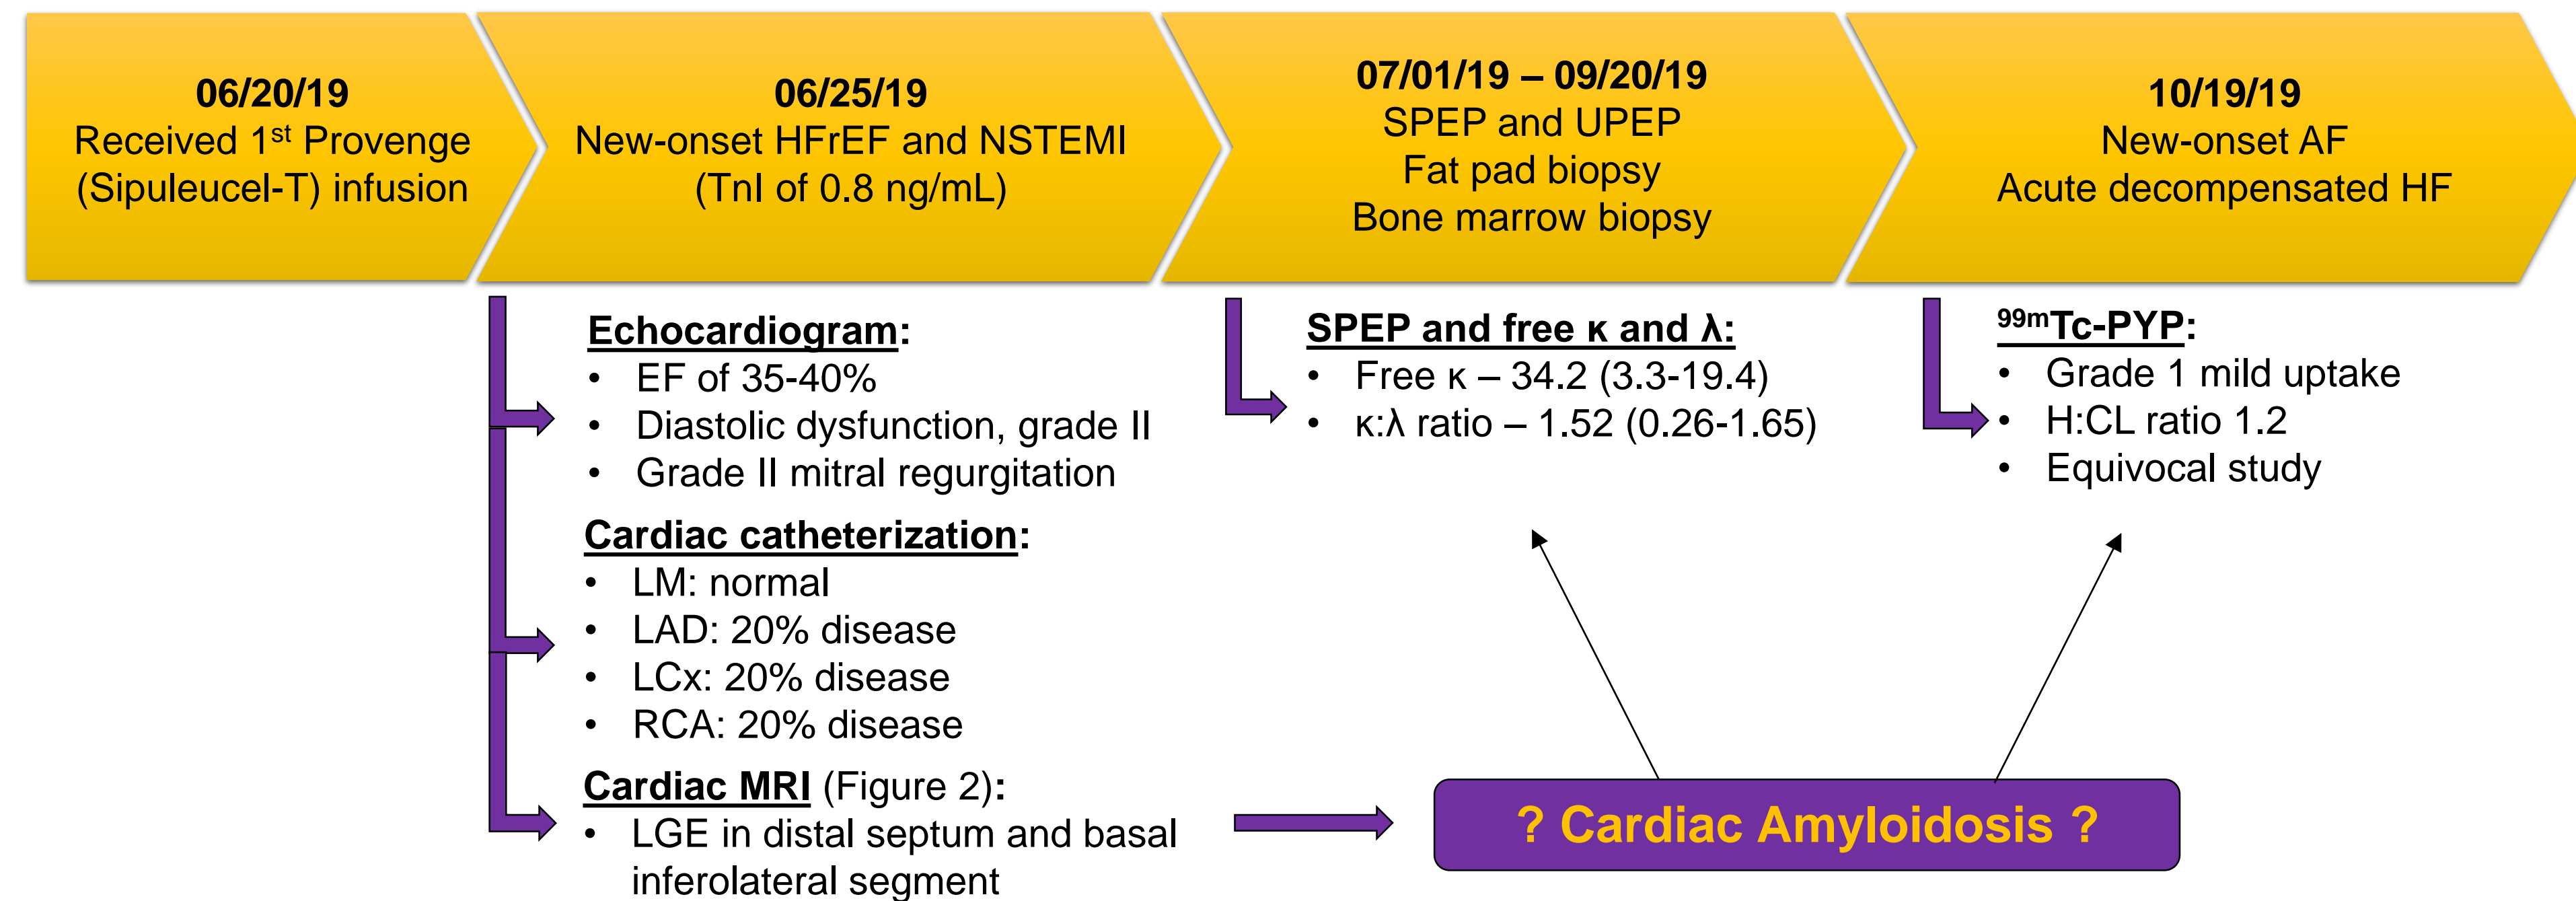 06/20/19
Received 1st Provenge
(Sipuleucel-T) infusion
06/25/19
New-onset HFrEF and NSTEMI
(TnI of 0.8 ng/mL)
07/01/19 – 09/20/19
SPEP and UPEP
Fat pad biopsy
Bone marrow biopsy
10/19/19
New-onset AF
Acute decompensated HF
Echocardiogram:
• EF of 35-40%
• Diastolic dysfunction, grade II
• Grade II mitral regurgitation
Cardiac catheterization:
• LM: normal
• LAD: 20% disease
• LCx: 20% disease
• RCA: 20% disease
Cardiac MRI (Figure 2):
• LGE in distal septum and basal
inferolateral segment
SPEP and free κ and λ:
• Free κ – 34.2 (3.3-19.4)
• κ:λ ratio – 1.52 (0.26-1.65)
99mTc-PYP:
• Grade 1 mild uptake
• H:CL ratio 1.2
• Equivocal study
? Cardiac Amyloidosis ?